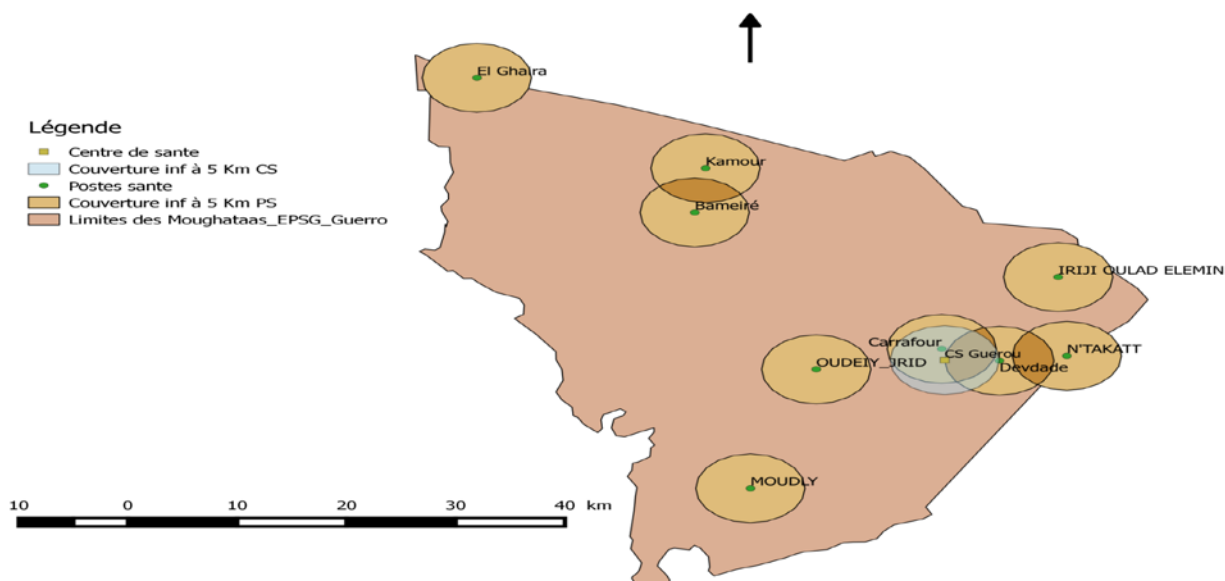 El Ghaira
Légende
Centre de sante
Couverture inf à 5 Km CS
Postes sante
Couverture inf à 5 Km PS
Limites des Moughataas_EPSG_Guerro
Kamour
Bameiré
IRIJI OULAD ELEMIN
Carrafour
CS Guerou
N'TAKATT
OUDEIY_JRID
Devdade
MOUDLY
10 0 10 20 30 40 km